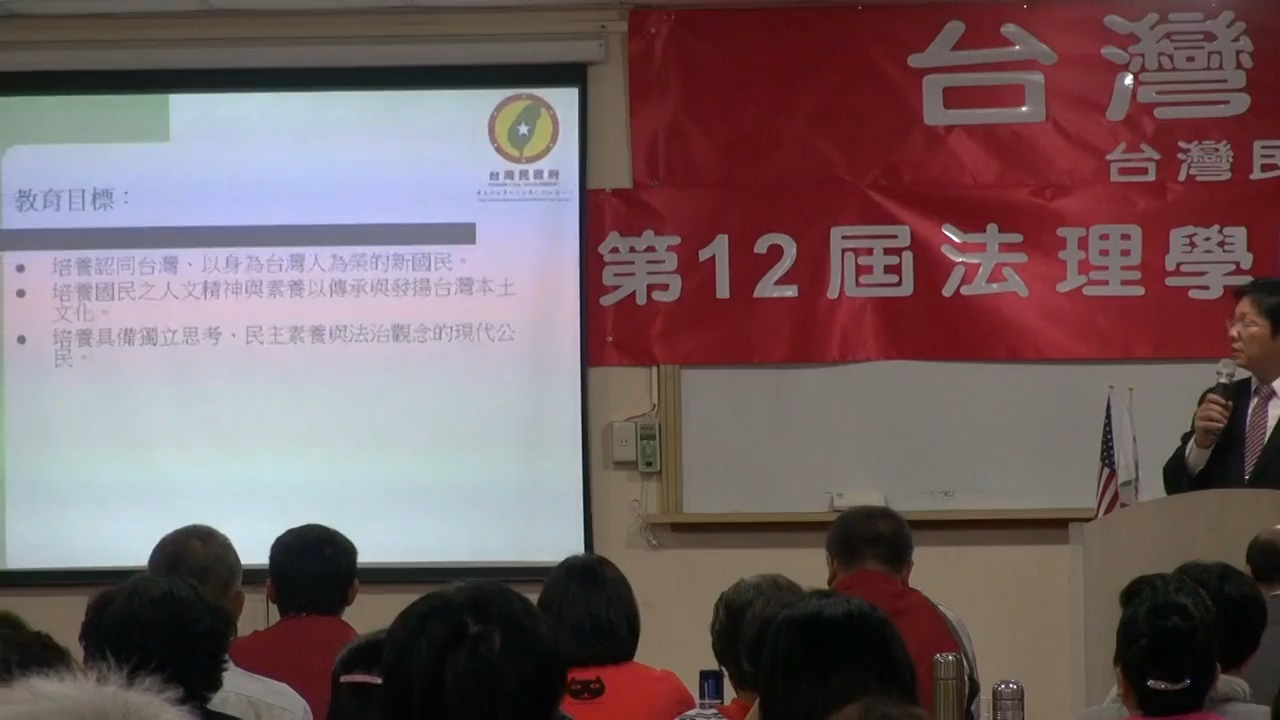 台灣
台灣民
第12屆法理學
台灣民政府
教育目標：
● 培養認同台灣、以身為台灣人為榮的新國民。
● 培養國民之人文精神與素養以傳承與發揚台灣本土
文化。
● 培養具備獨立思考、民主素養與法治觀念的現代公
民。